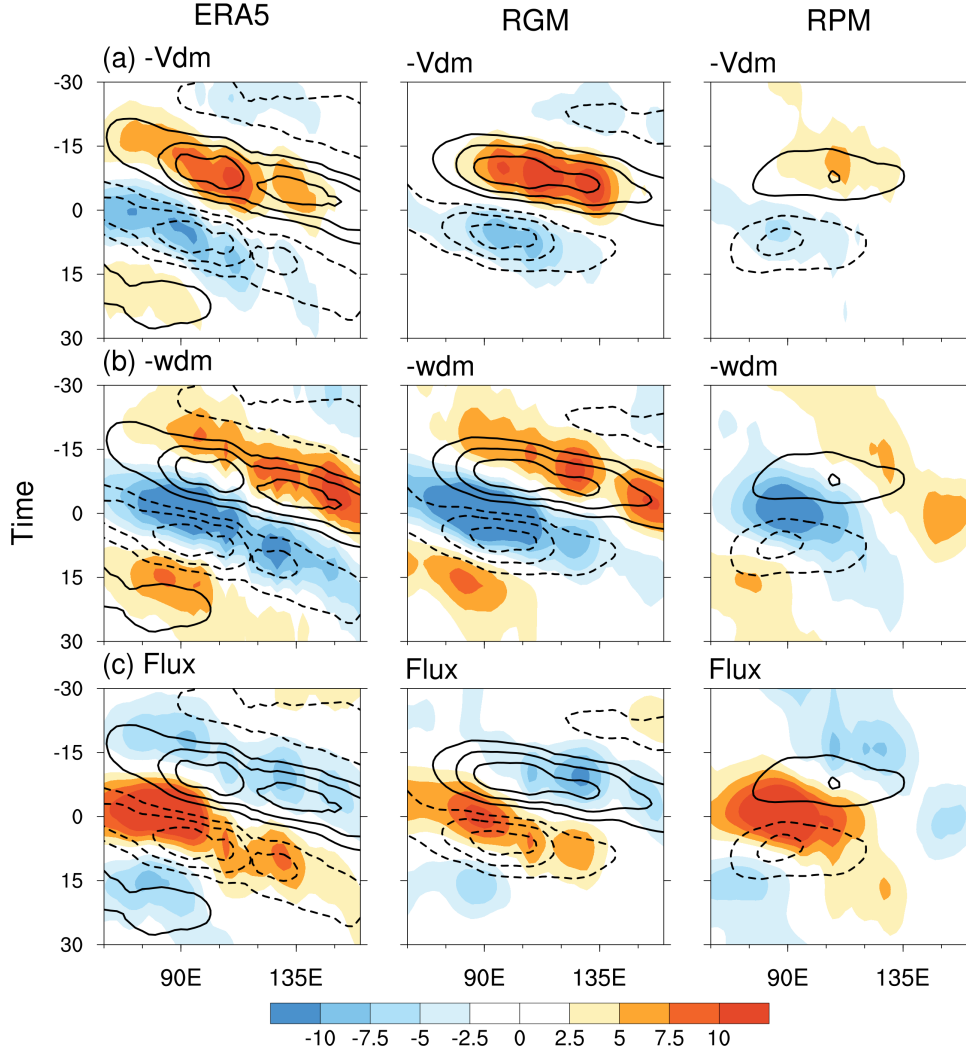 ERA5 RGM RPM
(a) -Vdm -Vdm -Vdm
-30
-15
0
15
30
(b) -wdm -wdm -wdm
-30
-15
0
15
30
Time
(c) Flux Flux Flux
-30
-15
0
15
30
90E 135E 90E 135E 90E 135E
-10 -7.5 -5 -2.5 0 2.5 5 7.5 10